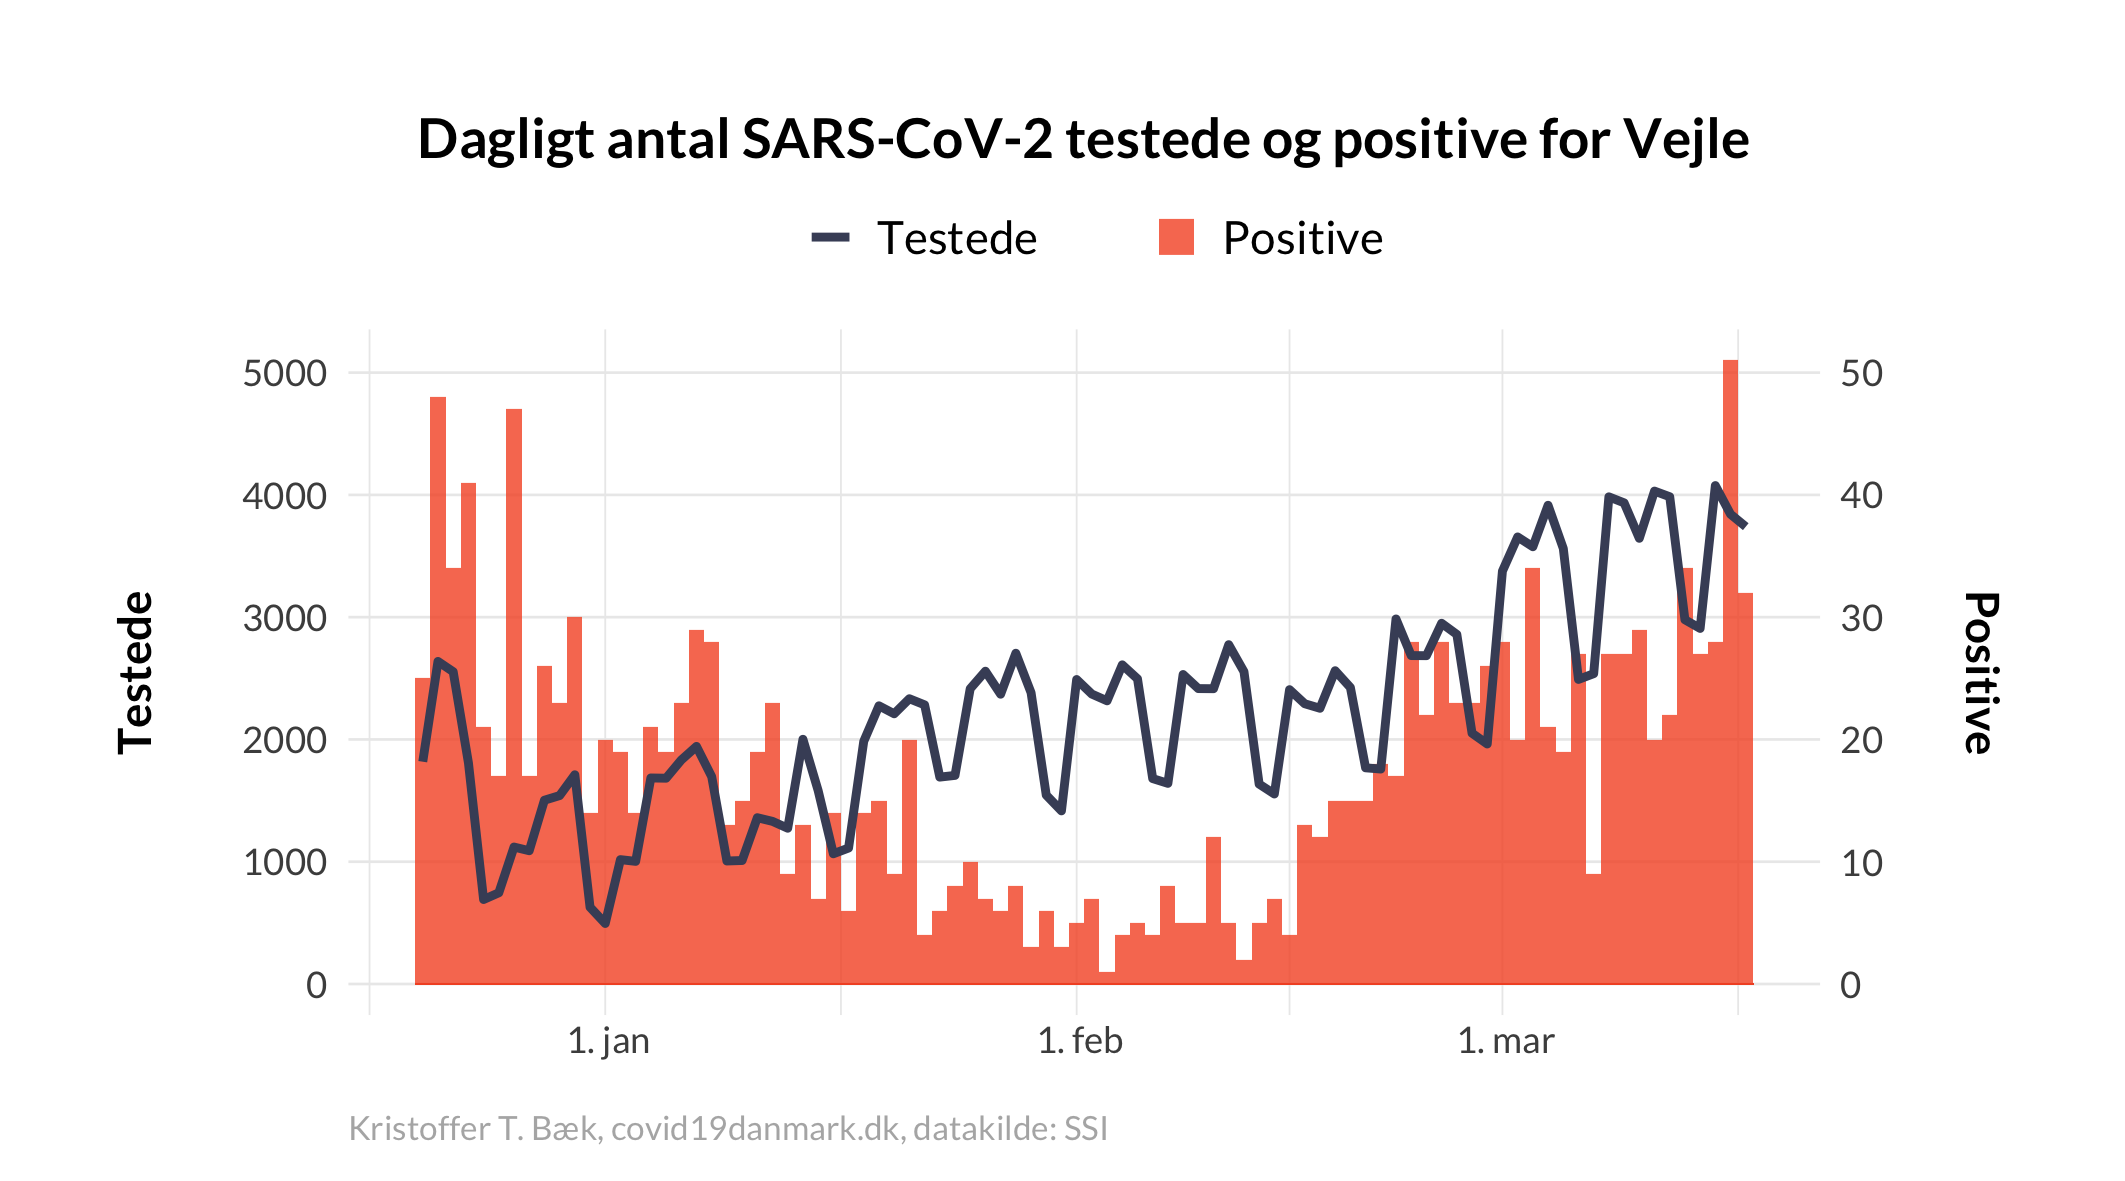 Dagligt antal SARS-CoV-2 testede og positive for Vejle
Testede Positive
5000 50
4000 40
3000 30
2000 20
1000 10
0 0
Testede
Positive
1. jan 1. feb 1. mar
Kristoffer T. Bæk, covid19danmark.dk, datakilde: SSI